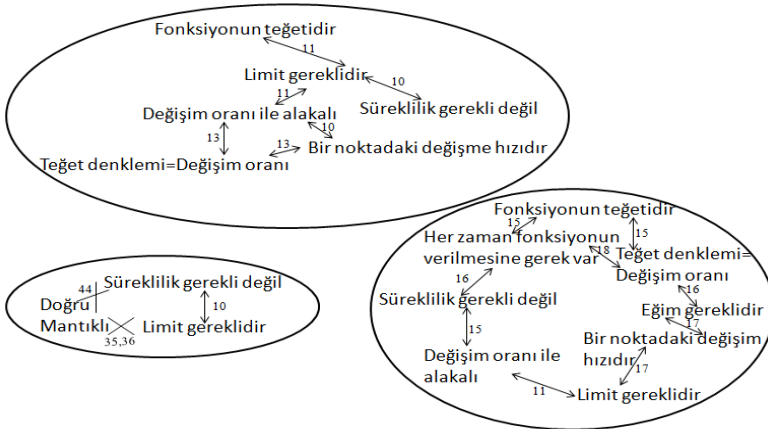 Fonksiyonun teğetidir
11
Limit gereklidir
10
11
Süreklilik gerekli değil
Değişim oranı ile alakalı
10
13
13
Bir noktadaki değişme hızıdır
Teğet denklemi=Değişim oranı
Fonksiyonun teğetidir
15
15
Her zaman fonksiyonun
verilmesine gerek var
18
Teğet denklemi=
Değişim oranı
16
16
Süreklilik gerekli değil
Eğim gereklidir
17
15
Bir noktadaki değişim
hızıdır
Değişim oranı ile
alakalı
17
11
Limit gereklidir
44
Süreklilik gerekli değil
Doğru
10
Mantıklı
Limit gereklidir
35,36